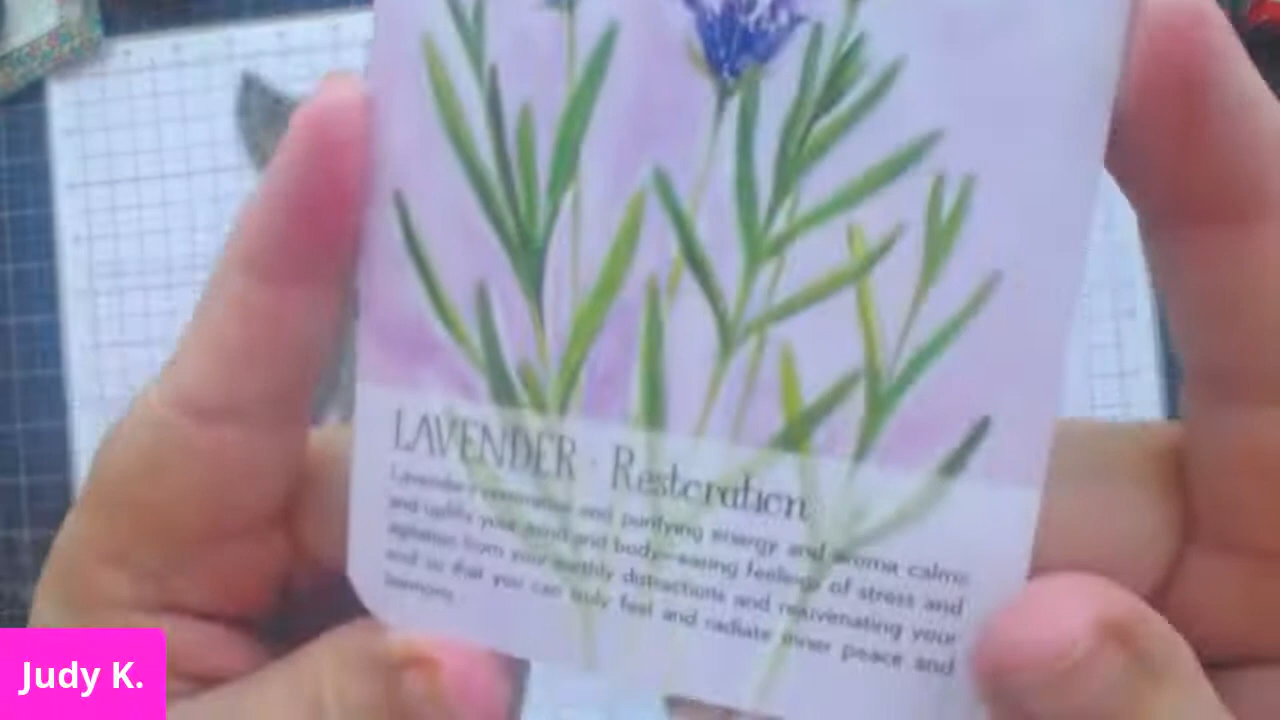 LAVENDER · Restoration
Lavender's restorative and purifying energy and aroma calms
and uplifts your mind and body—easing feelings of stress and
agitation from your earthly distractions and rejuvenating your
and so that you can truly feel and radiate inner peace and
harmony.
Judy K.